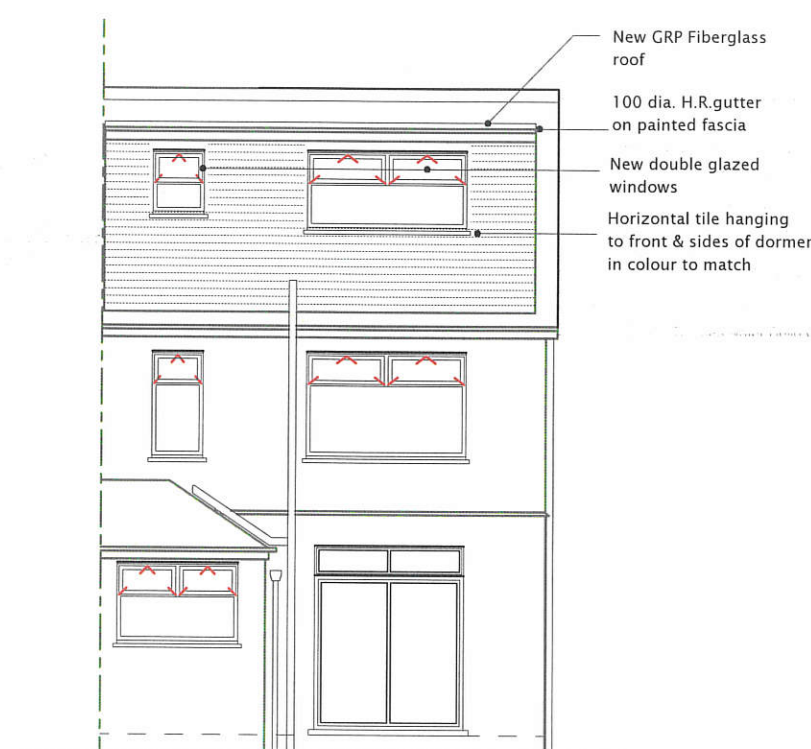 New GRP Fiberglass
roof
100 dia. H.R.gutter
on painted fascia
New double glazed
windows
Horizontal tile hanging
to front & sides of dormer
in colour to match